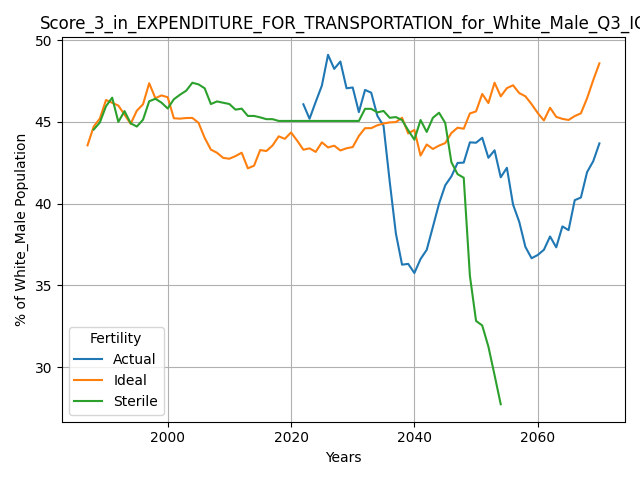 Score_3_in_EXPENDITURE_FOR_TRANSPORTATION_for_White_Male_Q3_IC
50
45
40
35
30
% of White_Male Population
Fertility
Actual
Ideal
Sterile
2000
2020
2040
2060
Years